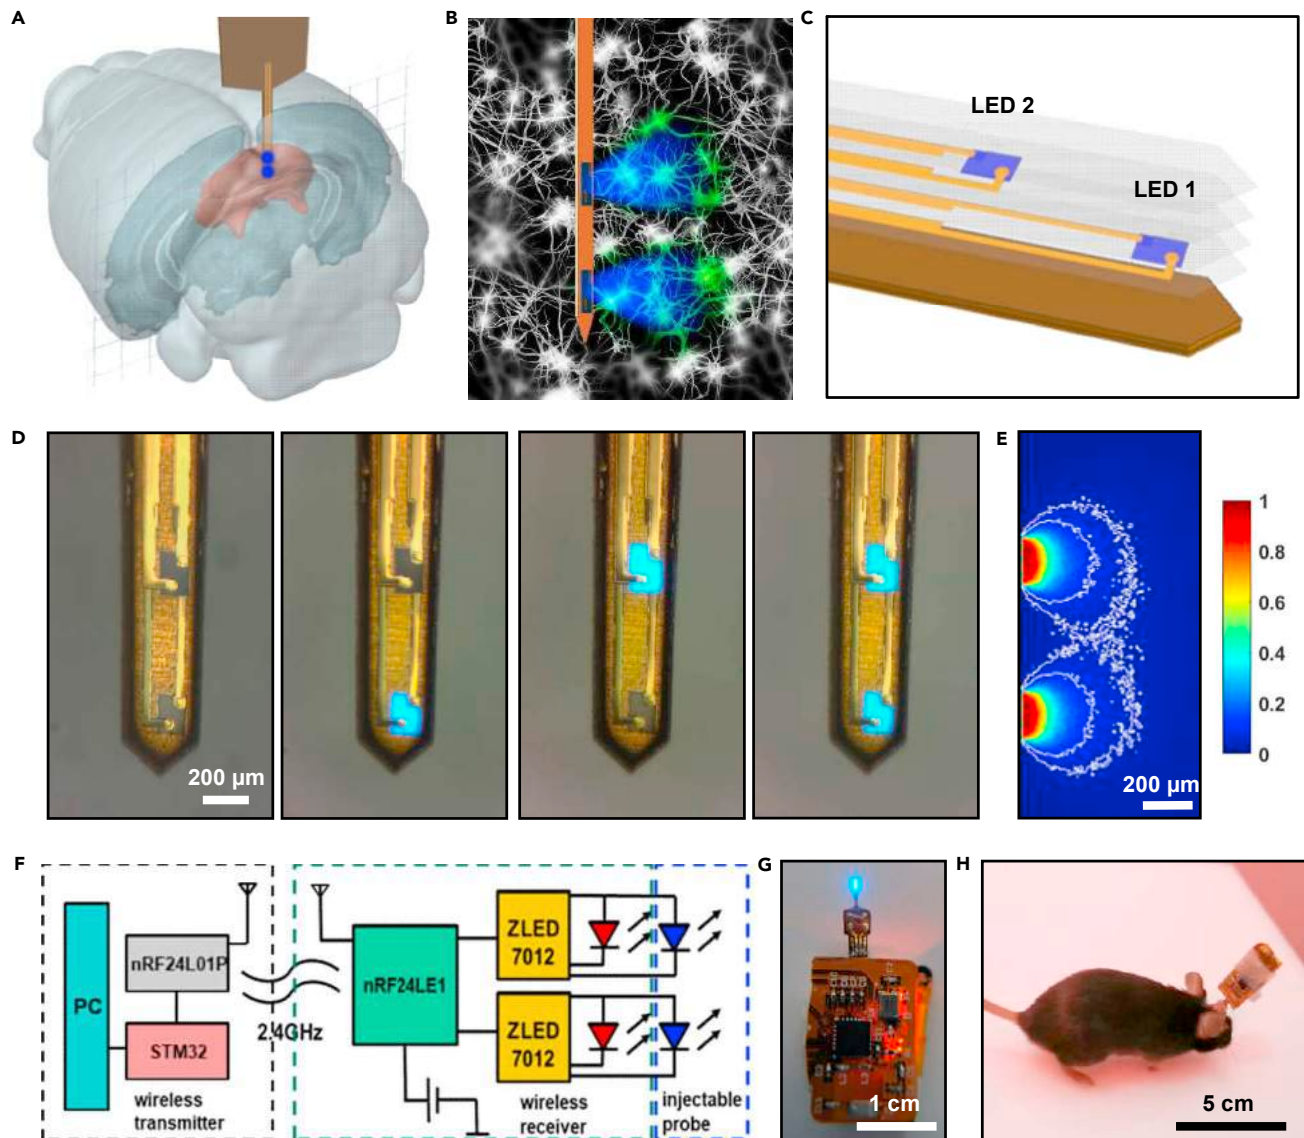 A
B
C
LED 2
LED 1
D
200 µm
E
1
0.8
0.6
0.4
0.2
0
200 µm
F
PC
nRF24L01P
STM32
wireless
transmitter
2.4GHz
nRF24LE1
ZLED
7012
ZLED
7012
wireless
receiver
injectable
probe
G
1 cm
H
5 cm